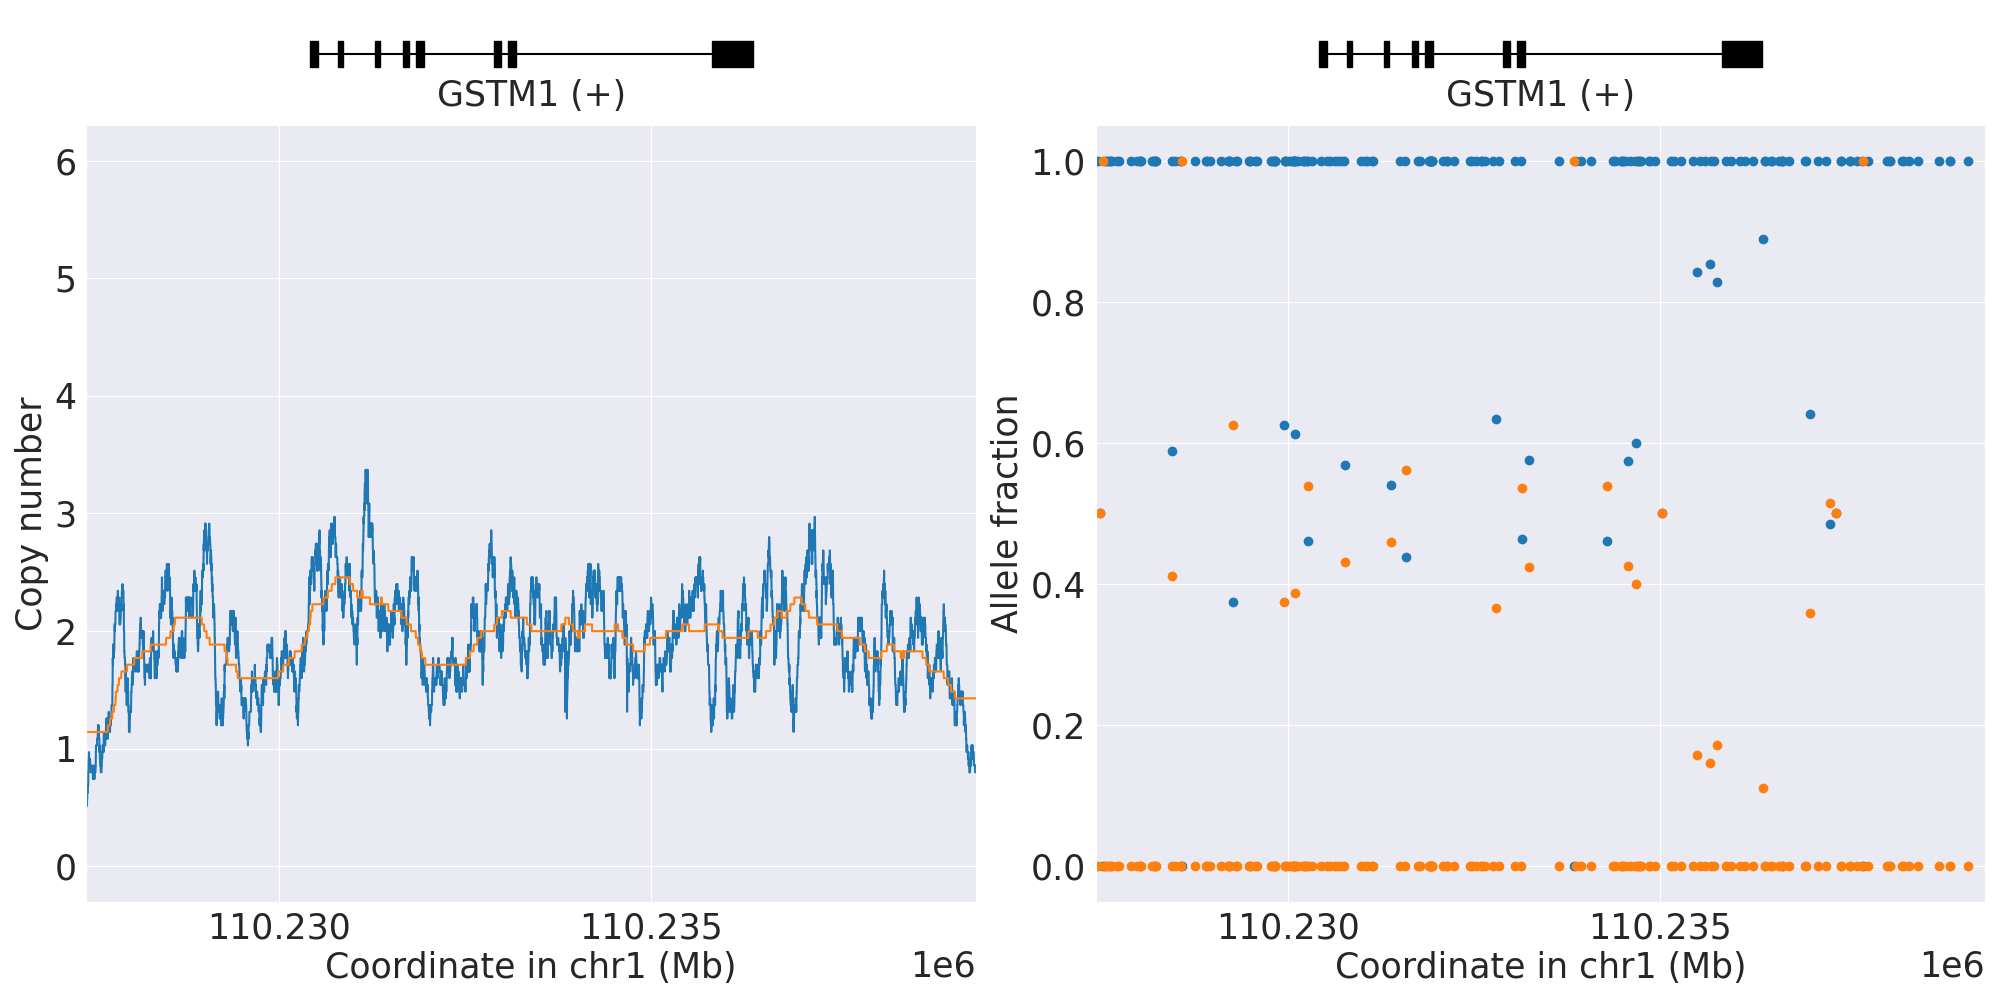 GSTM1 (+)
6
5
4
3
2
1
0
Copy number
110.230
110.235
Coordinate in chr1 (Mb)
1e6
GSTM1 (+)
1.0
0.8
0.6
0.4
0.2
0.0
Allele fraction
110.230
110.235
Coordinate in chr1 (Mb)
1e6